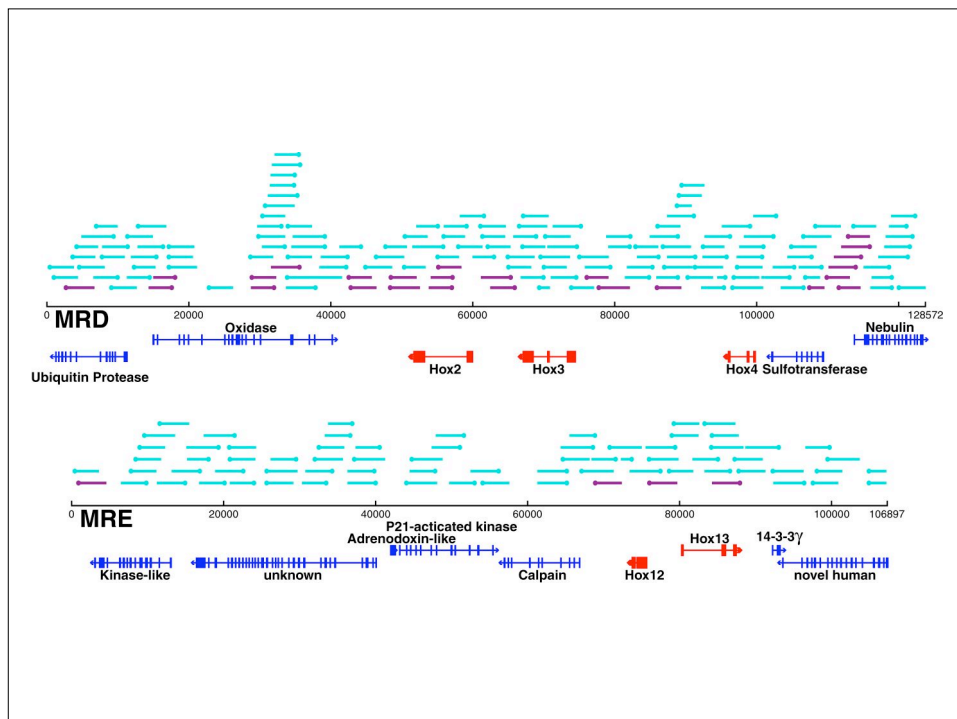 0 20000 40000 60000 80000 100000 128572
MRD
Oxidase Nebulin
Ubiquitin Protease Hox2 Hox3 Hox4 Sulfotransferase
0 20000 40000 60000 80000 100000 106897
MRE
P21-acticated kinase
Adrenodoxin-like Hox13 14-3-3γ
Kinase-like unknown Calpain Hox12 novel human